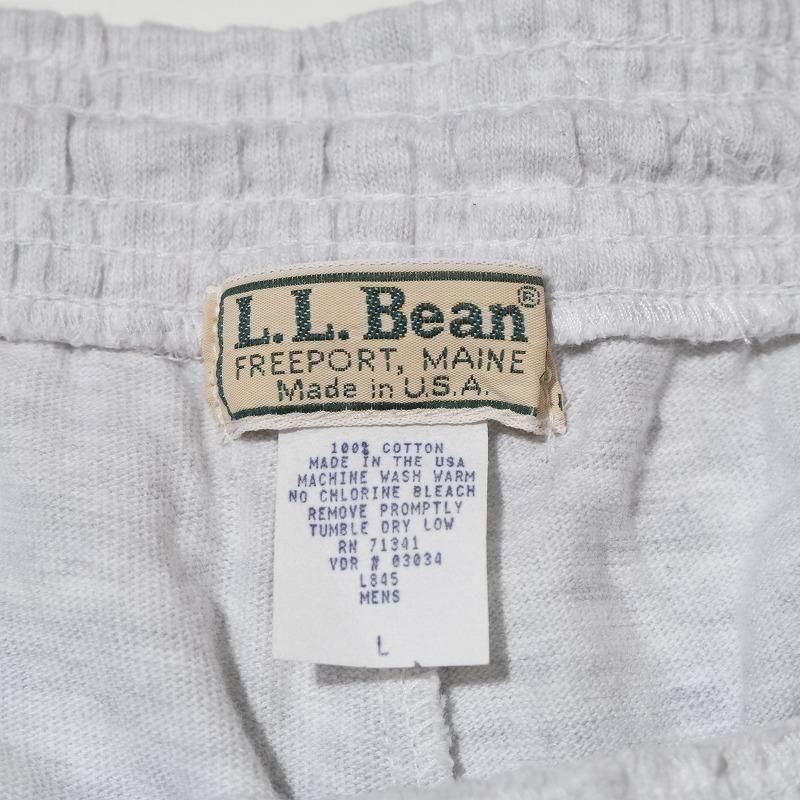 L.L.Bean®
FREEPORT, MAINE
Made in U.S.A.
100% COTTON
MADE IN THE USA
MACHINE WASH WARM
NO CHLORINE BLEACH
REMOVE PROMPTLY
TUMBLE DRY LOW
RN 71341
VDR # 03034
L845
MENS
L